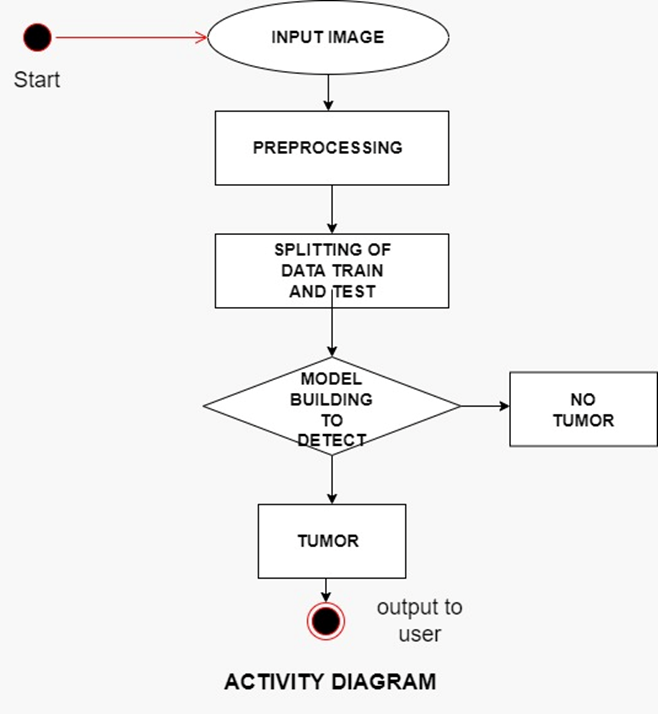 INPUT IMAGE
Start
PREPROCESSING
SPLITTING OF
DATA TRAIN
AND TEST
MODEL
BUILDING
TO
DETECT
NO
TUMOR
TUMOR
output to
user
ACTIVITY DIAGRAM